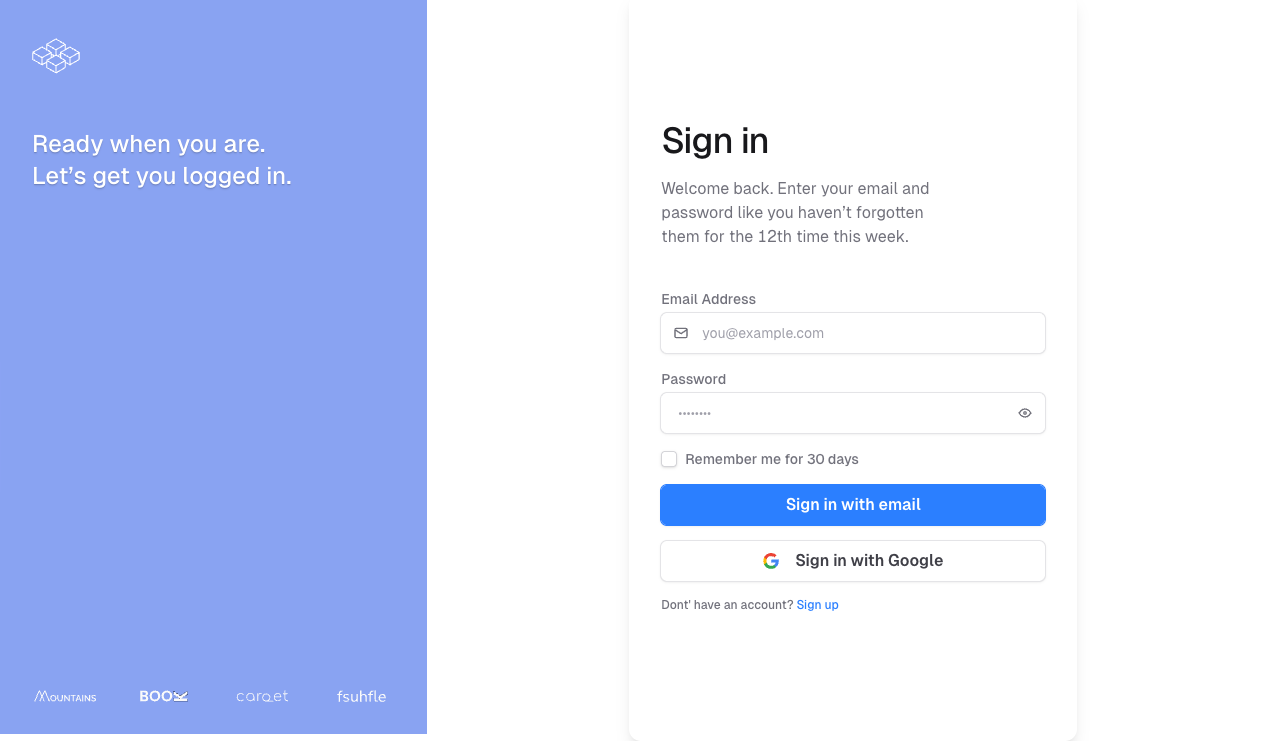 Ready when you are.
Let’s get you logged in.
MOUNTAINS
BOO
caraet
fsuhfle
Sign in
Welcome back. Enter your email and
password like you haven’t forgotten
them for the 12th time this week.
Email Address
you@example.com
Password
••••••••
Remember me for 30 days
Sign in with email
Sign in with Google
Dont' have an account? Sign up